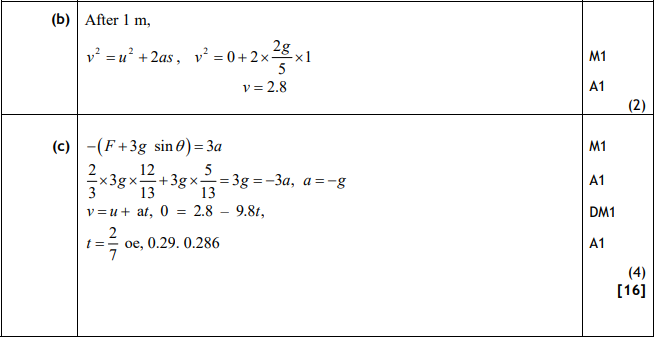 (b) After 1 m,
v² = u² + 2as , v² = 0 + 2 × 2g/5 × 1 M1
v = 2.8 A1
(2)
(c) −(F + 3g sin θ) = 3a M1
2/3 × 3g × 12/13 + 3g × 5/13 = 3g = −3a, a = −g A1
v = u + at, 0 = 2.8 − 9.8t, DM1
t = 2/7 oe, 0.29. 0.286 A1
(4)
[16]